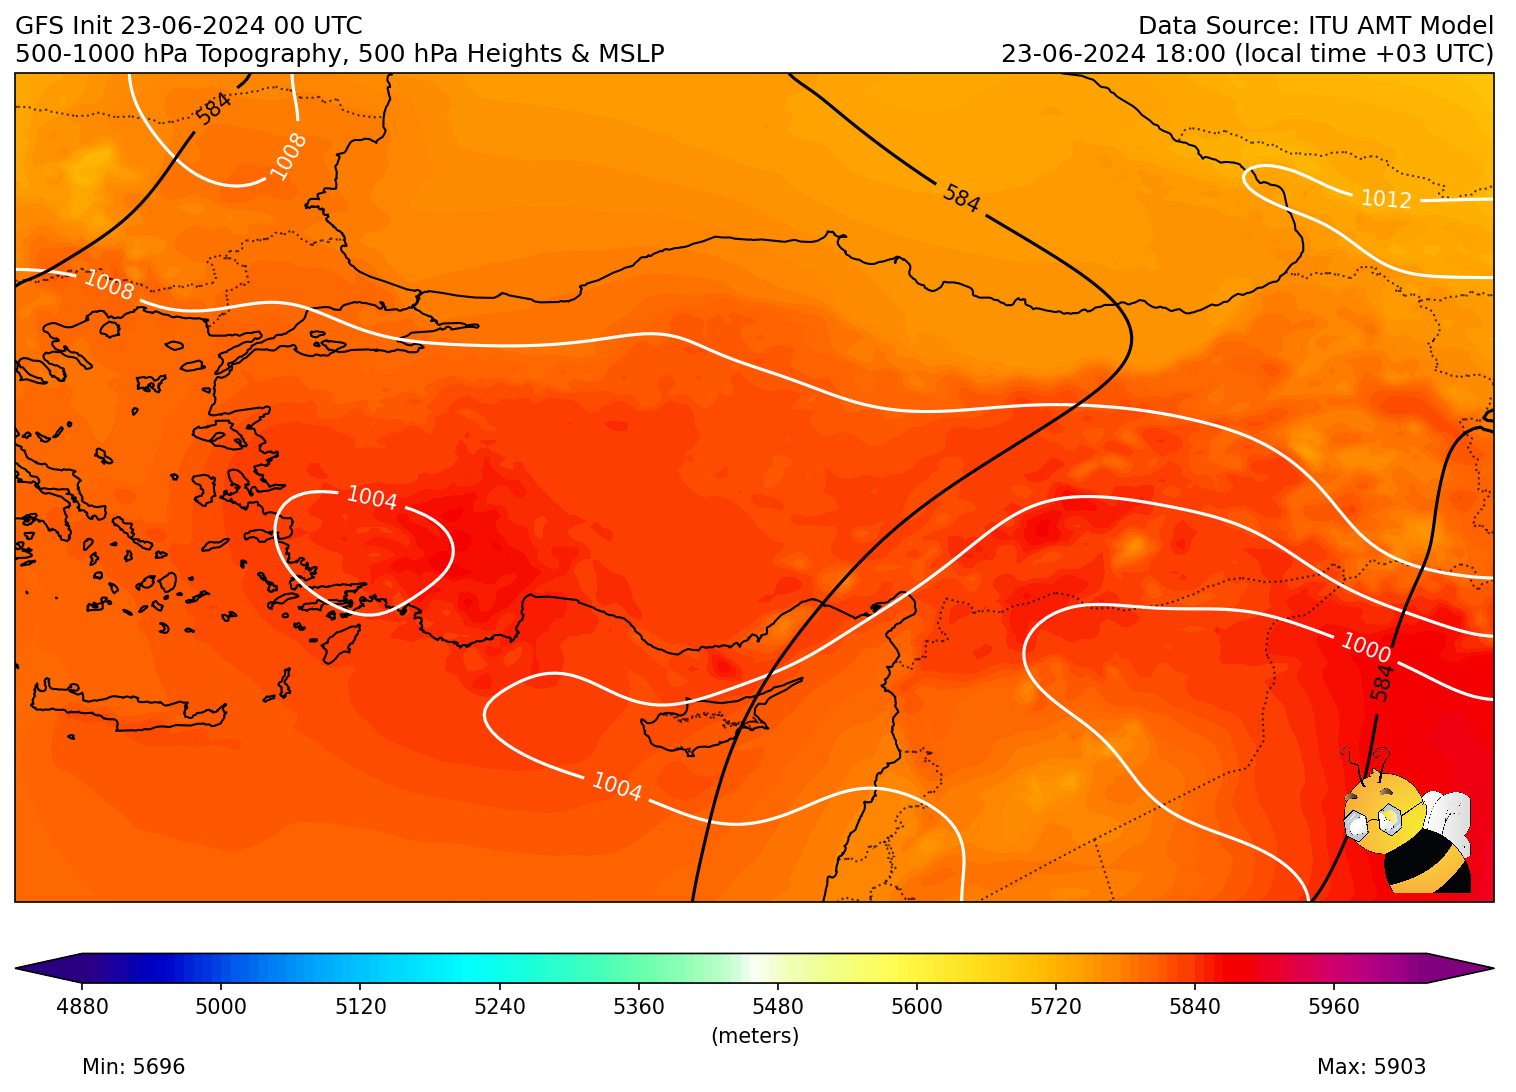 GFS Init 23-06-2024 00 UTC
Data Source: ITU AMT Model
500-1000 hPa Topography, 500 hPa Heights & MSLP
23-06-2024 18:00 (local time +03 UTC)
584
1008
584
1012
1008
1004
1000
584
1004
4880 5000 5120 5240 5360 5480 5600 5720 5840 5960
(meters)
Min: 5696
Max: 5903